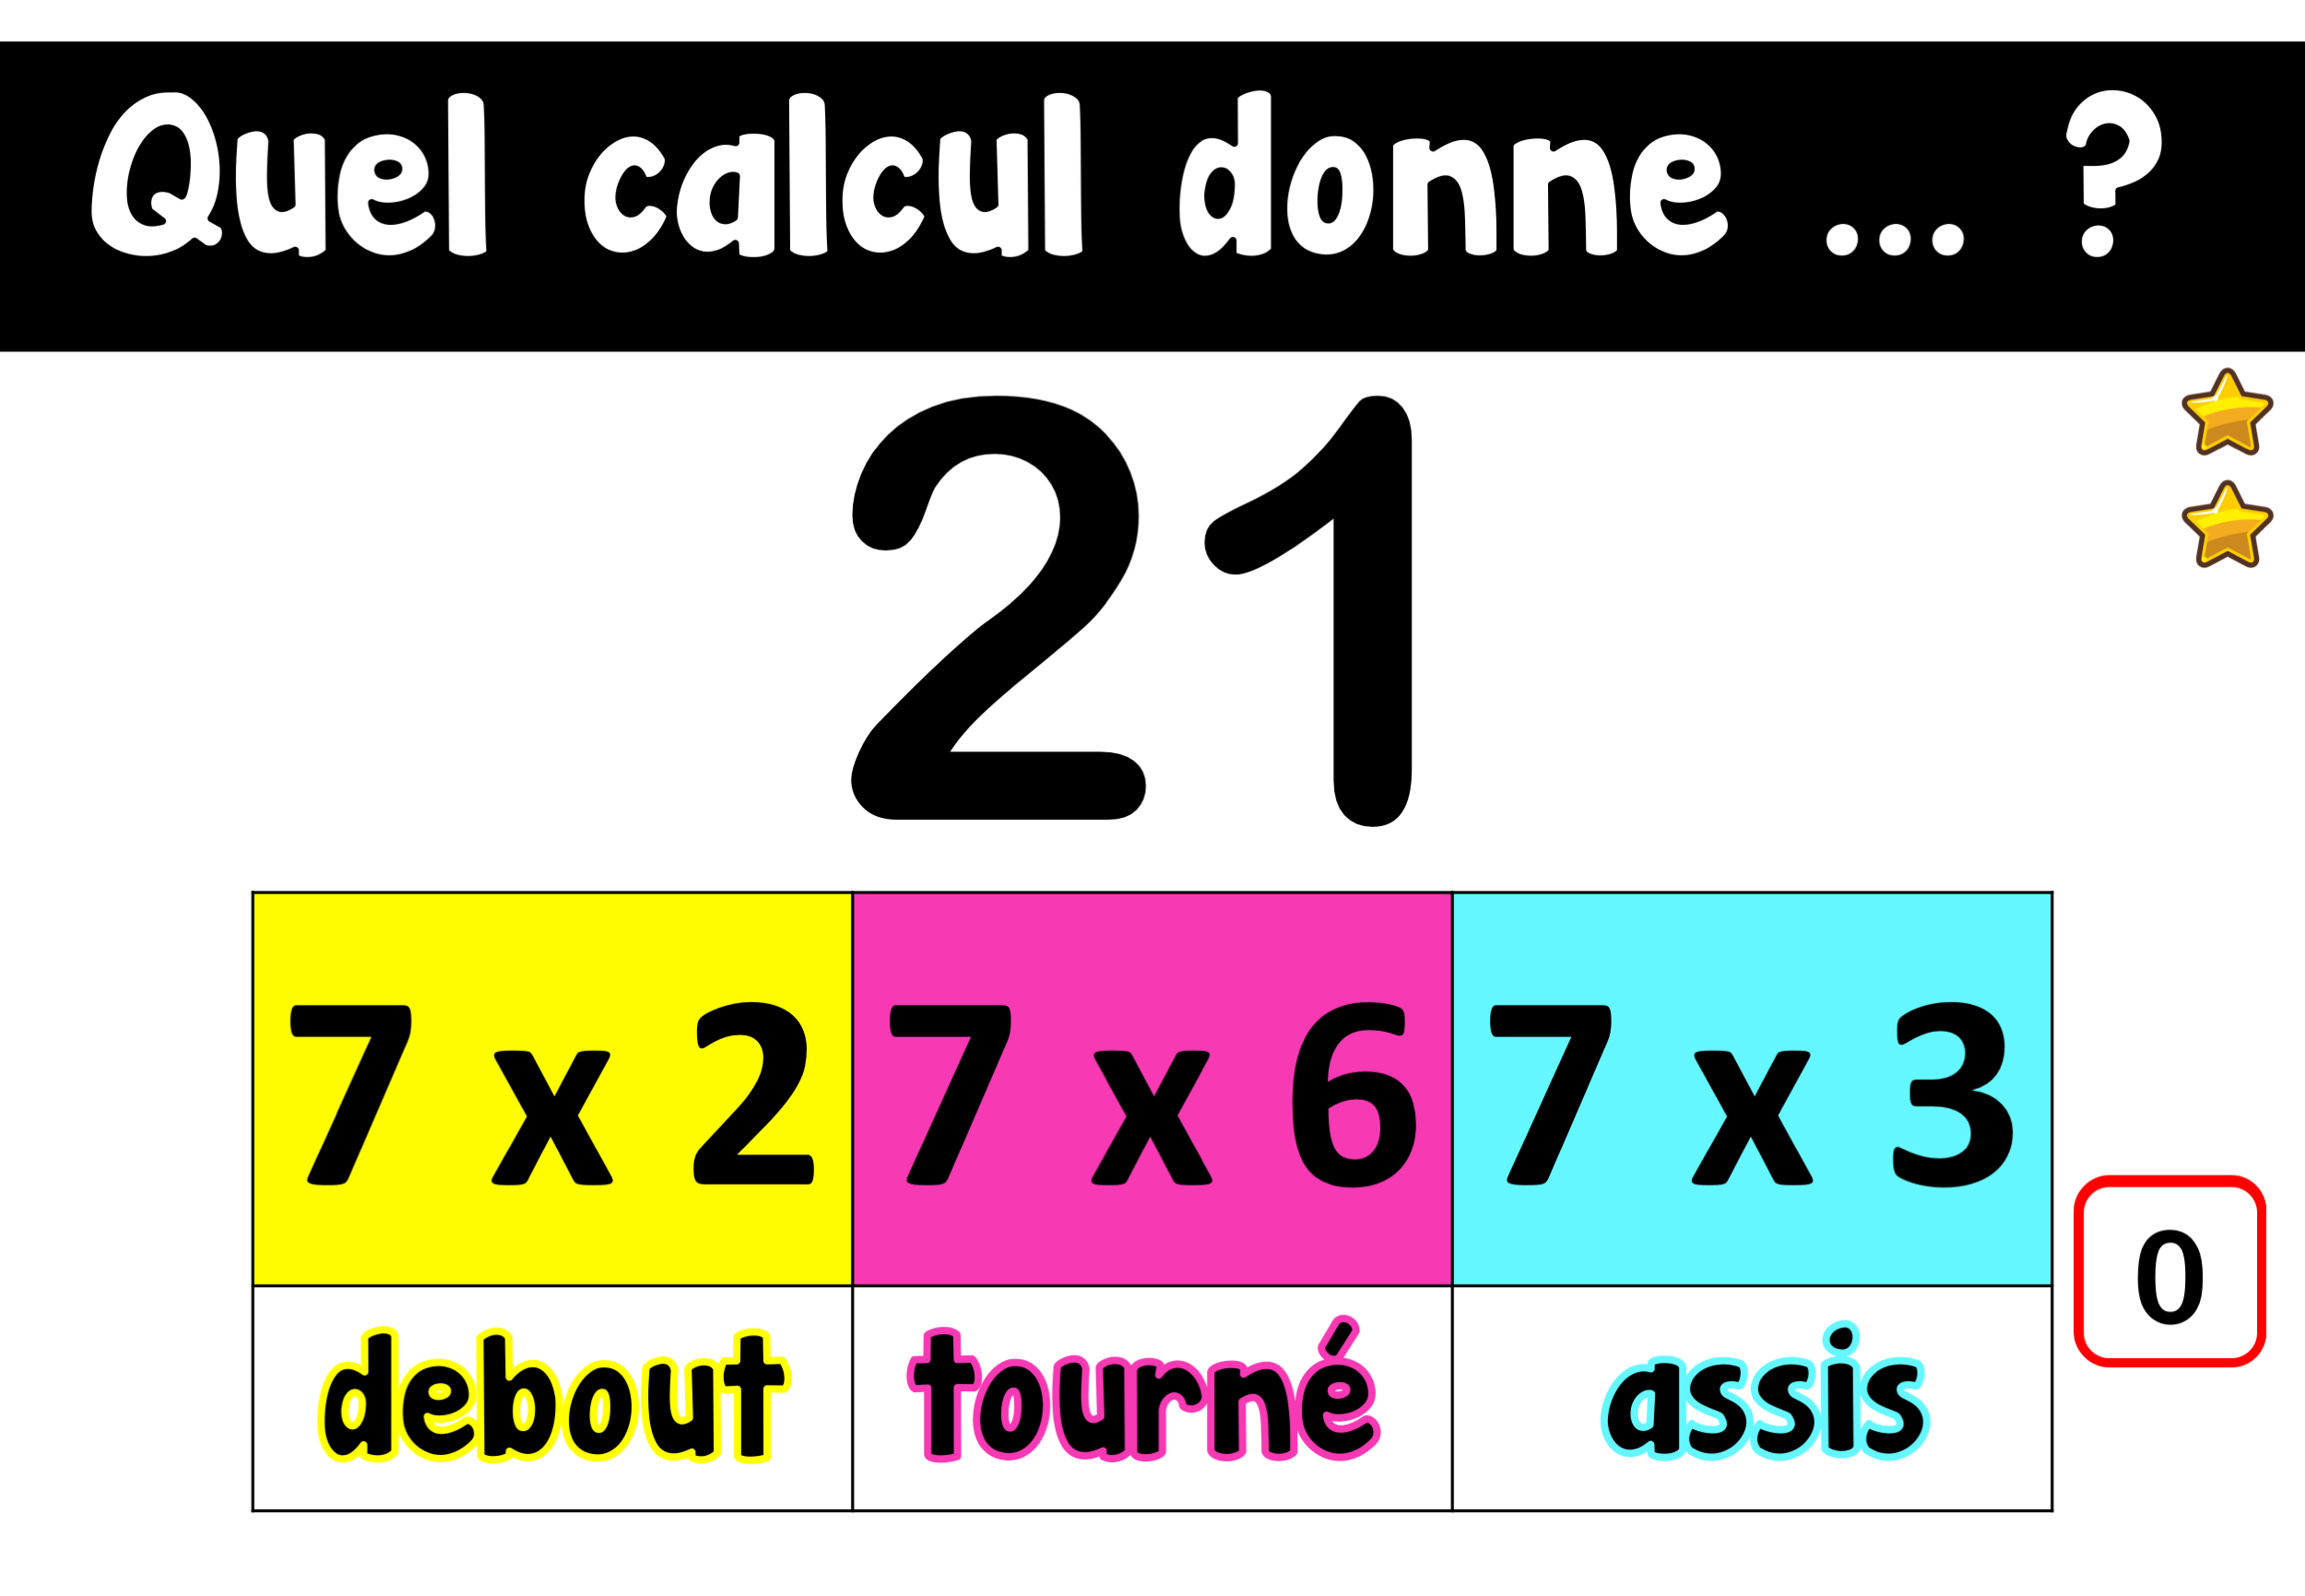 Quel calcul donne ... ?
21
7 x 2 7 x 6 7 x 3
0
debout tourné assis